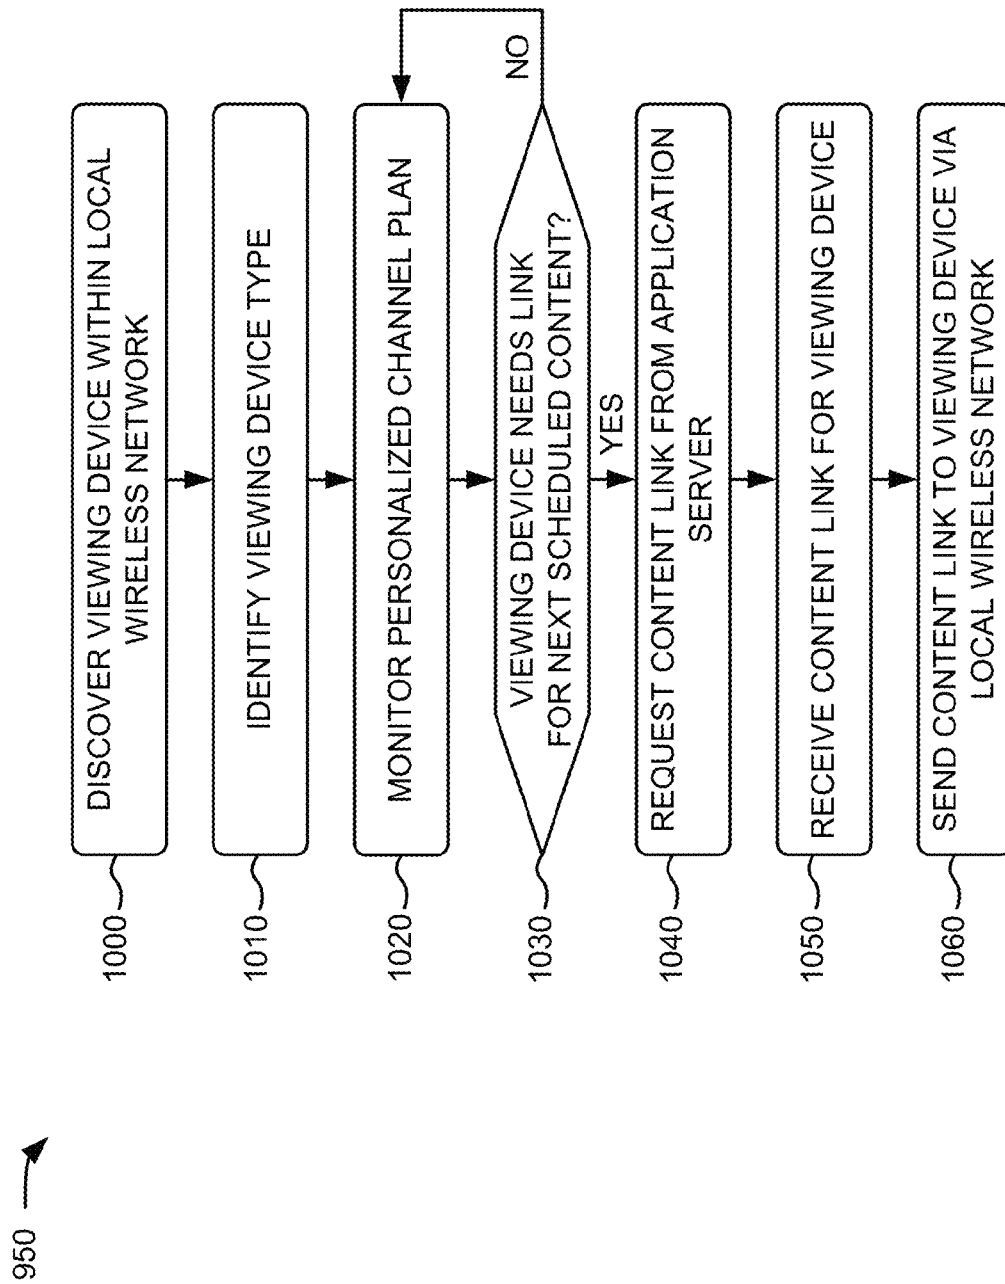 950
1000
DISCOVER VIEWING DEVICE WITHIN LOCAL
WIRELESS NETWORK
1010
IDENTIFY VIEWING DEVICE TYPE
1020
MONITOR PERSONALIZED CHANNEL PLAN
1030
VIEWING DEVICE NEEDS LINK
FOR NEXT SCHEDULED CONTENT?
NO
YES
1040
REQUEST CONTENT LINK FROM APPLICATION
SERVER
1050
RECEIVE CONTENT LINK FOR VIEWING DEVICE
1060
SEND CONTENT LINK TO VIEWING DEVICE VIA
LOCAL WIRELESS NETWORK